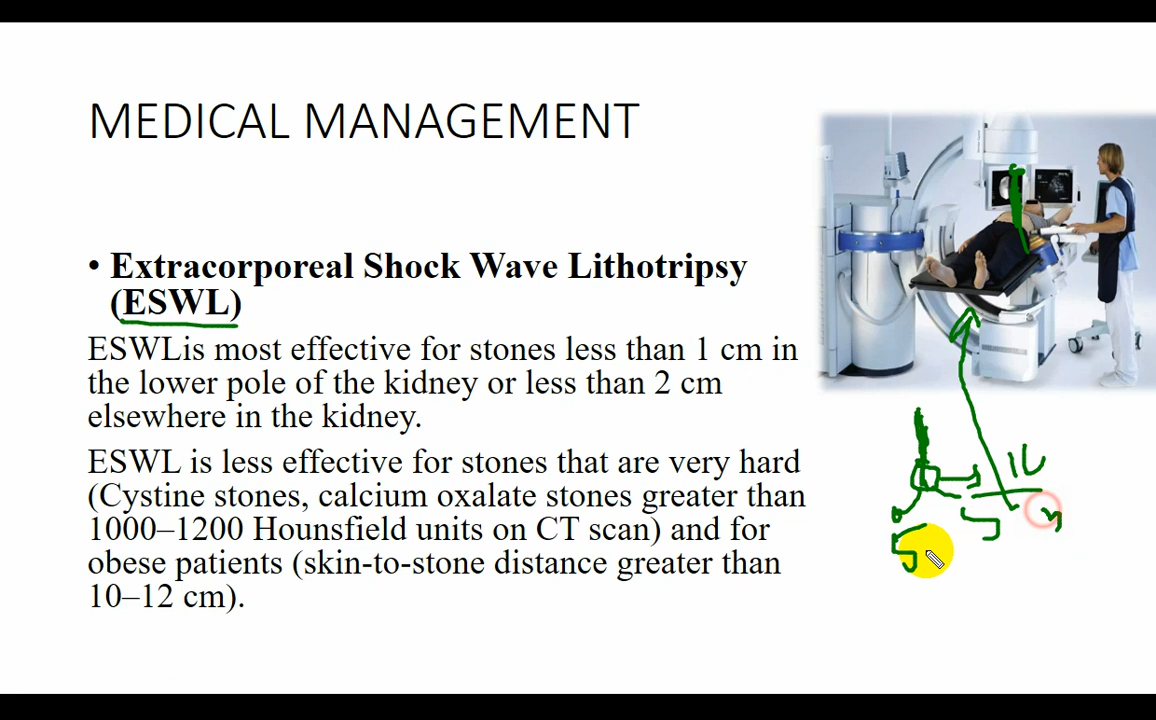 MEDICAL MANAGEMENT
• Extracorporeal Shock Wave Lithotripsy
(ESWL)
ESWLis most effective for stones less than 1 cm in
the lower pole of the kidney or less than 2 cm
elsewhere in the kidney.
ESWL is less effective for stones that are very hard
(Cystine stones, calcium oxalate stones greater than
1000–1200 Hounsfield units on CT scan) and for
obese patients (skin-to-stone distance greater than
10–12 cm).